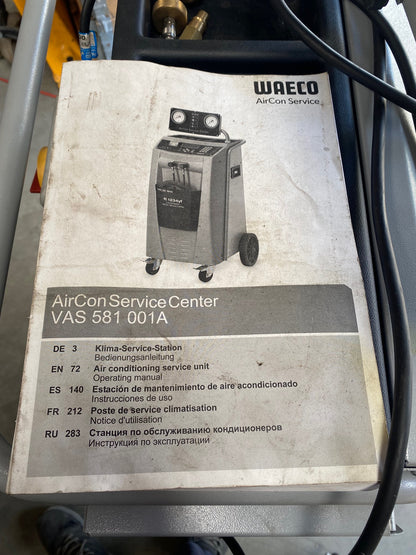 WAECO
AirCon Service
R 1234yf
AirCon Service Center
VAS 581 001A
DE 3 Klima-Service-Station
Bedienungsanleitung
EN 72 Air conditioning service unit
Operating manual
ES 140 Estación de mantenimiento de aire acondicionado
Instrucciones de uso
FR 212 Poste de service climatisation
Notice d'utilisation
RU 283 Станция по обслуживанию кондиционеров
Инструкция по эксплуатации